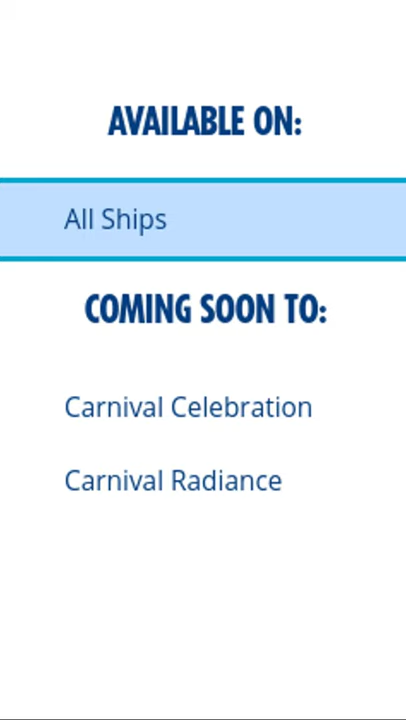 AVAILABLE ON:
All Ships
COMING SOON TO:
Carnival Celebration
Carnival Radiance